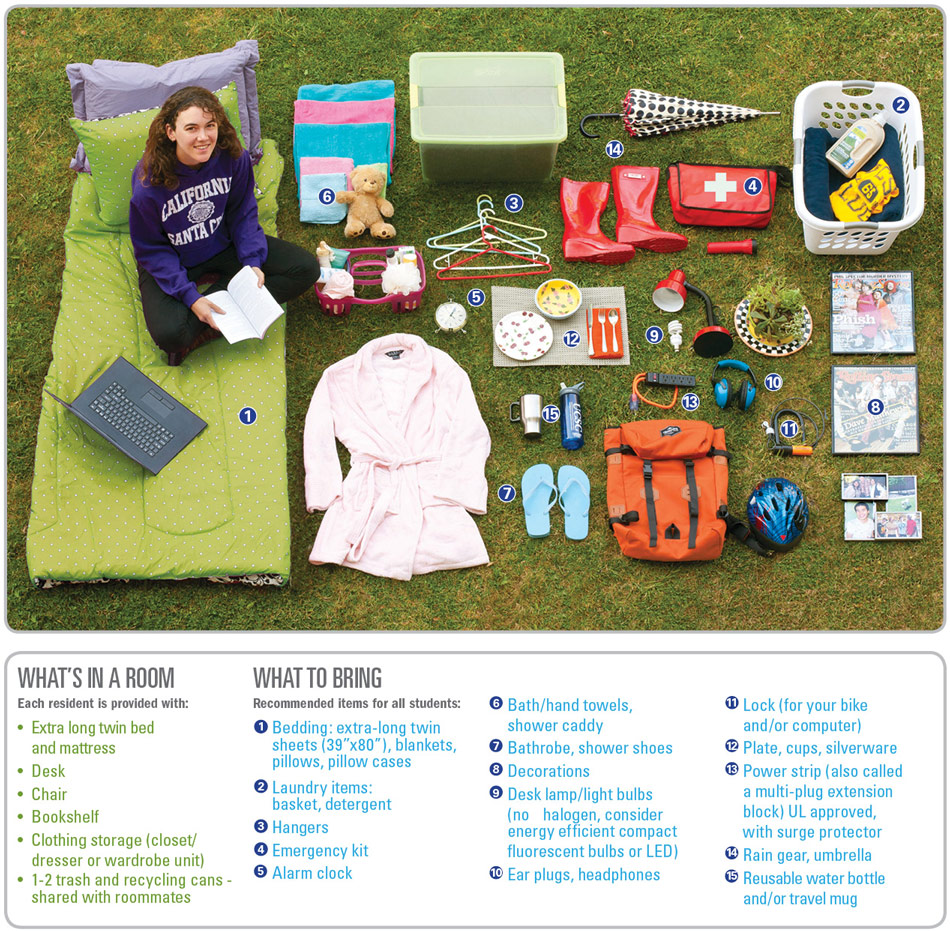 CALIFORNIA
SANTA CRUZ
1
2
3
4
5
6
7
8
9
10
11
12
13
14
15
Phish
Dave
UCSC
WHAT'S IN A ROOM
Each resident is provided with:
• Extra long twin bed
and mattress
• Desk
• Chair
• Bookshelf
• Clothing storage (closet/
dresser or wardrobe unit)
• 1-2 trash and recycling cans -
shared with roommates
WHAT TO BRING
Recommended items for all students:
1 Bedding: extra-long twin
sheets (39”x80”), blankets,
pillows, pillow cases
2 Laundry items:
basket, detergent
3 Hangers
4 Emergency kit
5 Alarm clock
6 Bath/hand towels,
shower caddy
7 Bathrobe, shower shoes
8 Decorations
9 Desk lamp/light bulbs
(no halogen, consider
energy efficient compact
fluorescent bulbs or LED)
10 Ear plugs, headphones
11 Lock (for your bike
and/or computer)
12 Plate, cups, silverware
13 Power strip (also called
a multi-plug extension
block) UL approved,
with surge protector
14 Rain gear, umbrella
15 Reusable water bottle
and/or travel mug